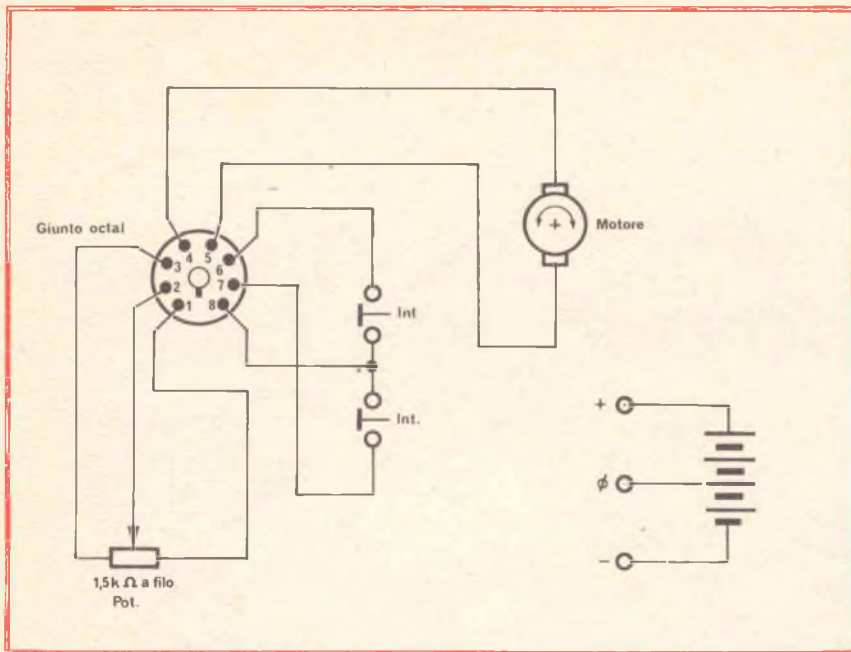 Giunto octal
4 5
3 6
2 7
1 8
Motore
+
Int
Int.
+
ϕ
−
1,5k Ω a filo
Pot.